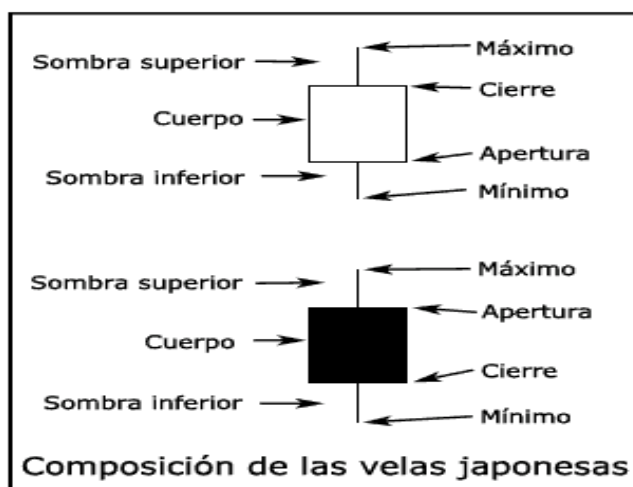 Máximo
Sombra superior
Cierre
Cuerpo
Apertura
Sombra inferior
Mínimo
Máximo
Sombra superior
Apertura
Cuerpo
Cierre
Sombra inferior
Mínimo
Composición de las velas japonesas